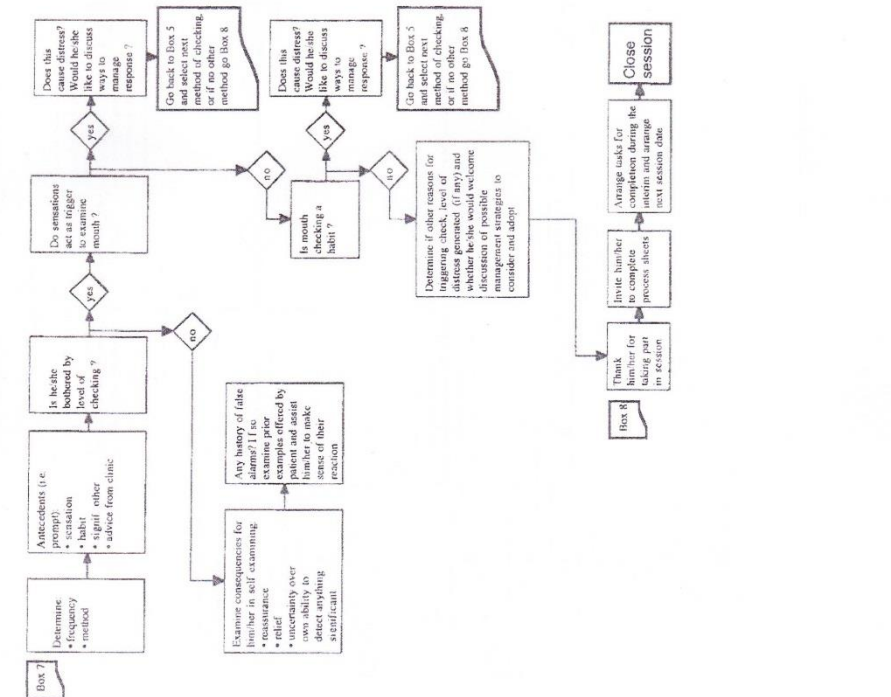 Box 7
Determine:
• frequency
• method
Antecedents (i.e.
prompt):
• sensation
• habit
• signif other
• advice from clinic
Is he/she
bothered by
level of
checking ?
yes
no
Do sensations
act as trigger
to examine
mouth ?
yes
no
Does this
cause distress?
Would he/she
like to discuss
ways to
manage
response ?
Go back to Box 5
and select next
method of checking,
or if no other
method go Box 8
Examine consequencies for
him/her in self examining,
• reassurance
• relief
• uncertainty over
own ability to
detect anything
significant
Any history of false
alarms? If so
examine prior
examples offered by
patient and assist
him/her to make
sense of their
reaction
Is mouth
checking a
habit ?
yes
no
Does this
cause distress?
Would he/she
like to discuss
ways to
manage
response ?
Go back to Box 5
and select next
method of checking,
or if no other
method go Box 8
Determine if other reasons for
triggering check, level of
distress generated (if any) and
whether he/she would welcome
discussion of possible
management strategies to
consider and adopt
Box 8
Thank
him/her for
taking part
in session
Invite him/her
to complete
process sheets
Arrange tasks for
completion during the
interim and arrange
next session date
Close
session